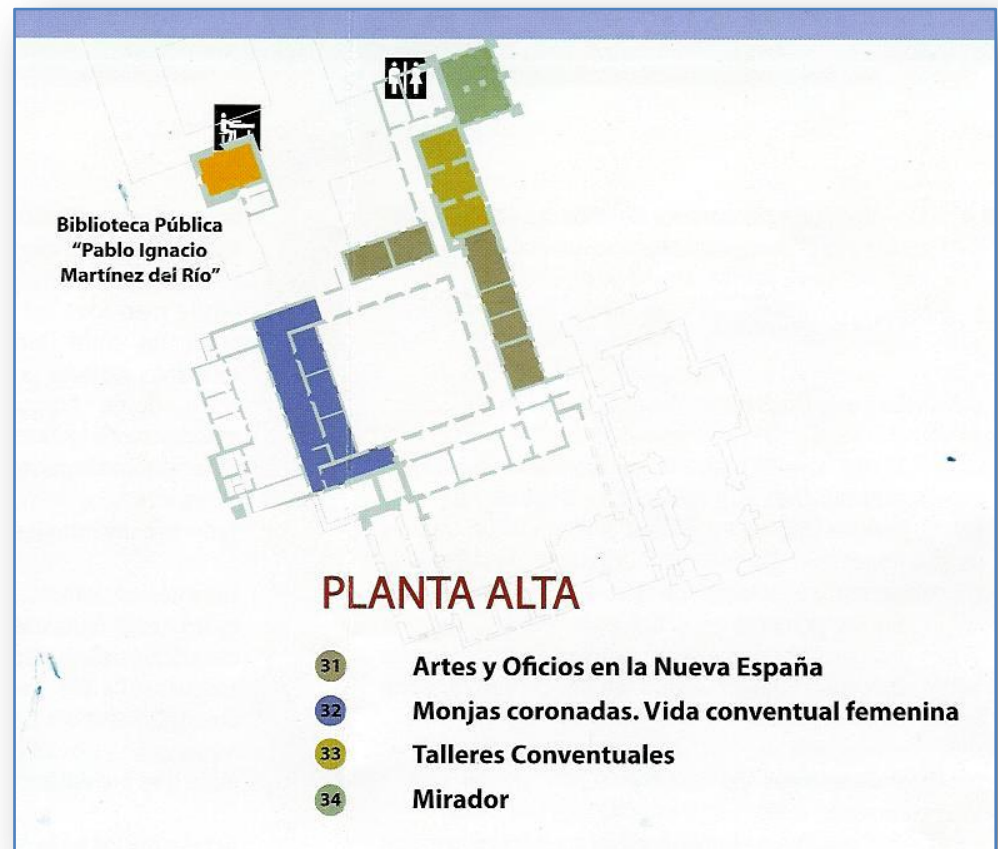 Biblioteca Pública
“Pablo Ignacio
Martínez del Río”
PLANTA ALTA
31 Artes y Oficios en la Nueva España
32 Monjas coronadas. Vida conventual femenina
33 Talleres Conventuales
34 Mirador